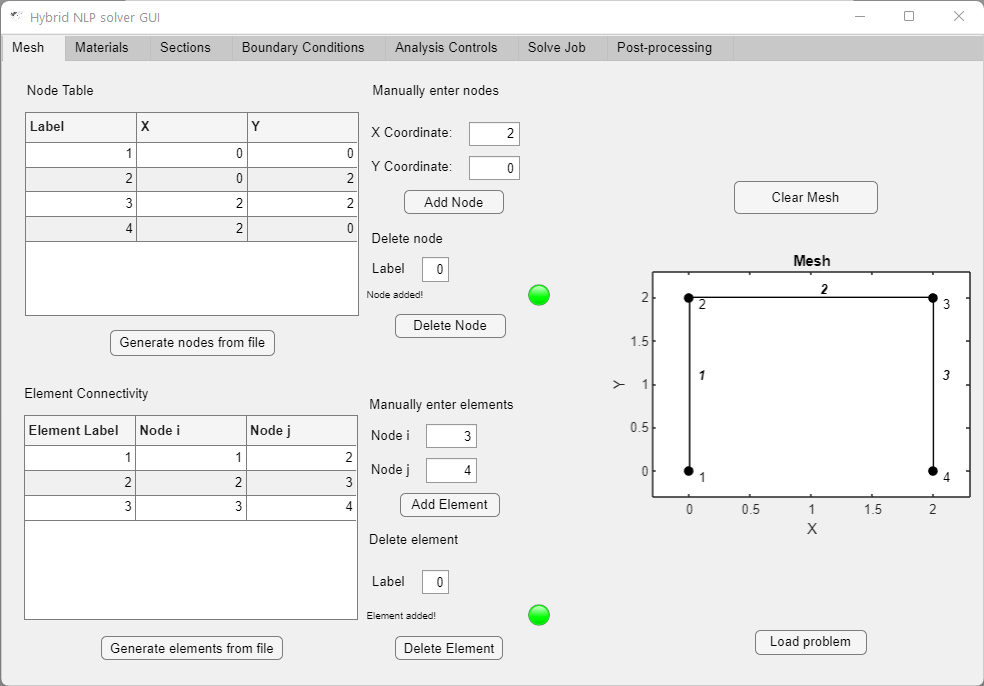 Hybrid NLP solver GUI
Mesh Materials Sections Boundary Conditions Analysis Controls Solve Job Post-processing
Node Table
Label X Y
1 0 0
2 0 2
3 2 2
4 2 0
Generate nodes from file
Manually enter nodes
X Coordinate: 2
Y Coordinate: 0
Add Node
Delete node
Label 0
Node added!
Delete Node
Element Connectivity
Element Label Node i Node j
1 1 2
2 2 3
3 3 4
Generate elements from file
Manually enter elements
Node i 3
Node j 4
Add Element
Delete element
Label 0
Element added!
Delete Element
Clear Mesh
Mesh
2
2 2 3
1.5
1 3
Y 1
0.5
0 1 4
0 0.5 1 1.5 2
X
Load problem